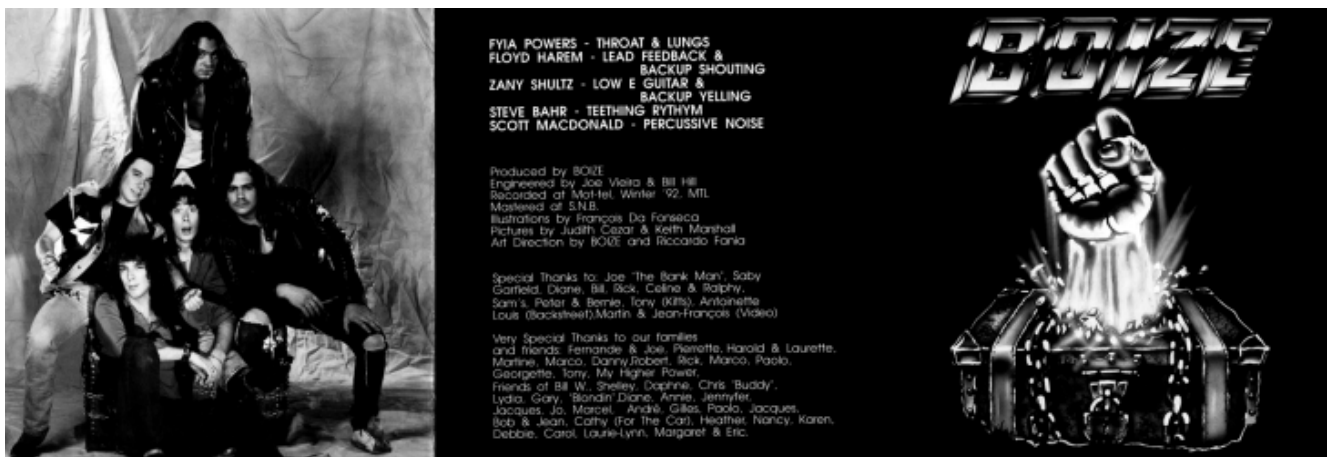 FYIA POWERS - THROAT & LUNGS
FLOYD HAREM - LEAD FEEDBACK &
BACKUP SHOUTING
ZANY SHULTZ - LOW E GUITAR &
BACKUP YELLING
STEVE BAHR - TEETHING RYTHYM
SCOTT MACDONALD - PERCUSSIVE NOISE
Produced by BOIZE
Engineered by Joe Vieira & Bill Hill
Recorded at Mot-tel, Winter '92, MTL
Mastered at S.N.B.
Illustrations by François Da Fonseca
Pictures by Judith Cezar & Keith Marshall
Art Direction by BOIZE and Riccardo Fania
Special Thanks to: Joe 'The Bank Man', Saby
Garfield, Diane, Bill, Rick, Celine & Ralphy,
Sam's, Peter & Bernie, Tony (Kitts), Antoinette
Louis (Backstreet),Martin & Jean-François (Video)
Very Special Thanks to our families
and friends: Fernande & Joe, Pierrette, Harold & Laurette,
Martine, Marco, Danny,Robert, Rick, Marco, Paolo,
Georgette, Tony, My Higher Power,
Friends of Bill W., Shelley, Daphne, Chris 'Buddy',
Lydia, Gary, 'Blondin',Diane, Annie, Jennyfer,
Jacques, Jo, Marcel, André, Gilles, Paolo, Jacques,
Bob & Jean, Cathy (For The Car), Heather, Nancy, Karen,
Debbie, Carol, Laurie-Lynn, Margaret & Eric.
BOIZE